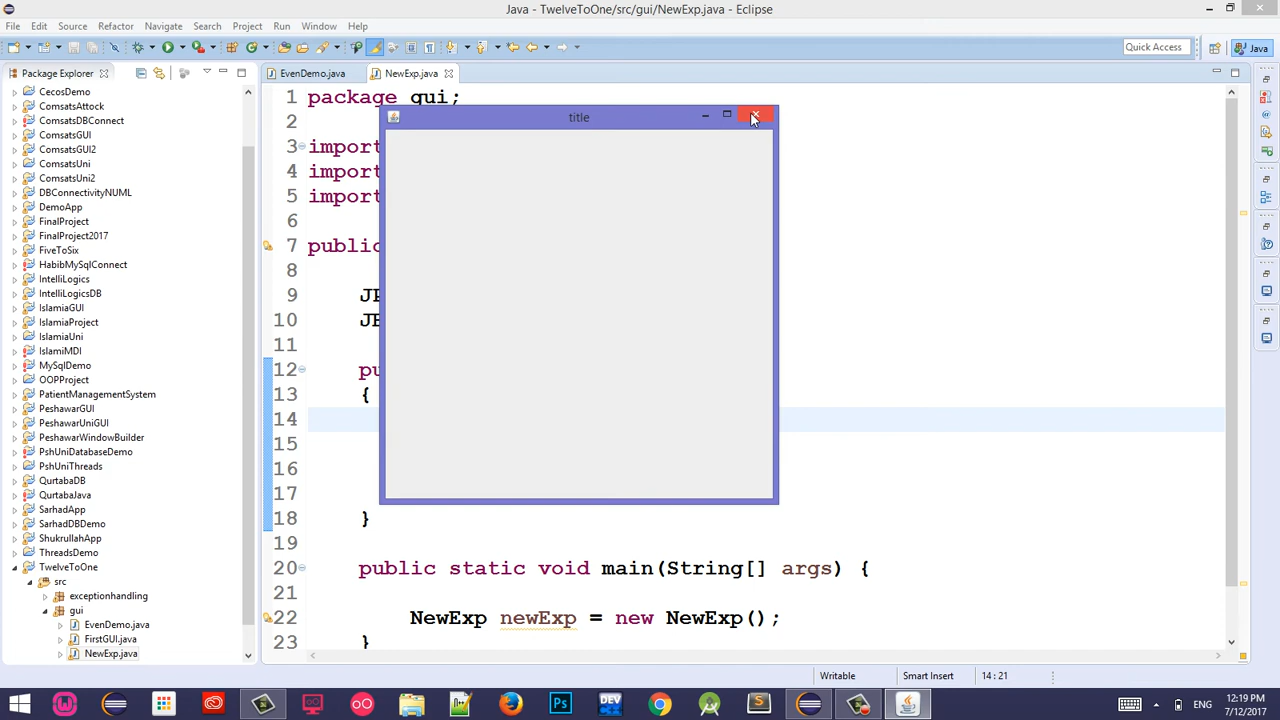 Java - TwelveToOne/src/gui/NewExp.java - Eclipse
File Edit Source Refactor Navigate Search Project Run Window Help
Quick Access
Java
Package Explorer
EvenDemo.java
NewExp.java
CecosDemo
ComsatsAttock
ComsatsDBConnect
ComsatsGUI
ComsatsGUI2
ComsatsUni
ComsatsUni2
DBConnectivityNUML
DemoApp
FinalProject
FinalProject2017
FiveToSix
HabibMySqlConnect
IntelliLogics
IntelliLogicsDB
IslamiaGUI
IslamiaProject
IslamiaUni
IslamiMDI
MySqlDemo
OOPProject
PatientManagementSystem
PeshawarGUI
PeshawarUniGUI
PeshawarWindowBuilder
PshUniDatabaseDemo
PshUniThreads
QurtabaDB
QurtabaJava
SarhadApp
SarhadDBDemo
ShukrullahApp
ThreadsDemo
TwelveToOne
src
exceptionhandling
gui
EvenDemo.java
FirstGUI.java
NewExp.java
1 package gui;
2
3 import
4 import
5 import
6
7 public
8
9
10
11
12
13 {
14
15
16
17
18 }
19
20 public static void main(String[] args) {
21
22 NewExp newExp = new NewExp();
23 }
title
Writable
Smart Insert
14 : 21
ENG
12:19 PM
7/12/2017